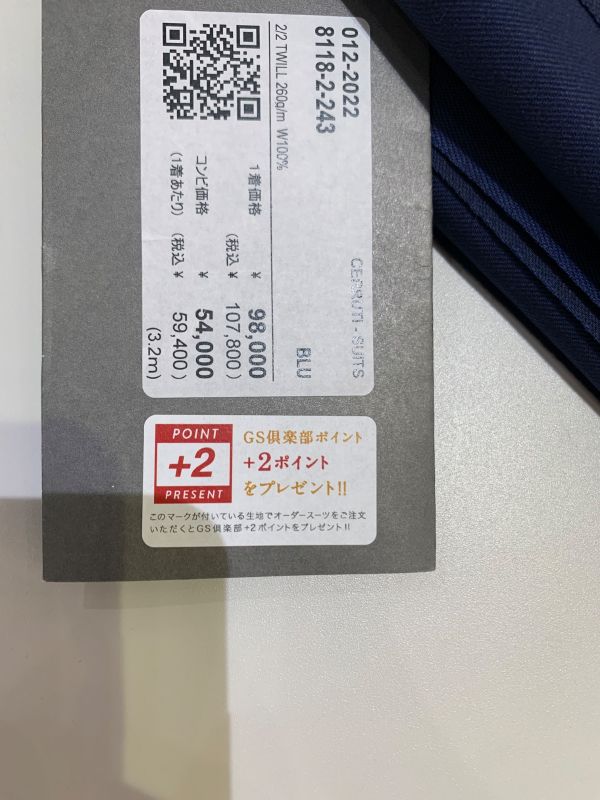 012-2022
8118-2-243
CERRUTI - SUITS
BLU
2/2 TWILL 260g/m W100%
1着価格 ¥ 98,000
(税込 ¥ 107,800)
コンビ価格 ¥ 54,000
(1着あたり) (税込 ¥ 59,400)
(3.2m)
POINT
+2
PRESENT
GS倶楽部ポイント
+2ポイント
をプレゼント!!
このマークが付いている生地でオーダースーツをご注文
いただくとGS倶楽部+2ポイントをプレゼント!!